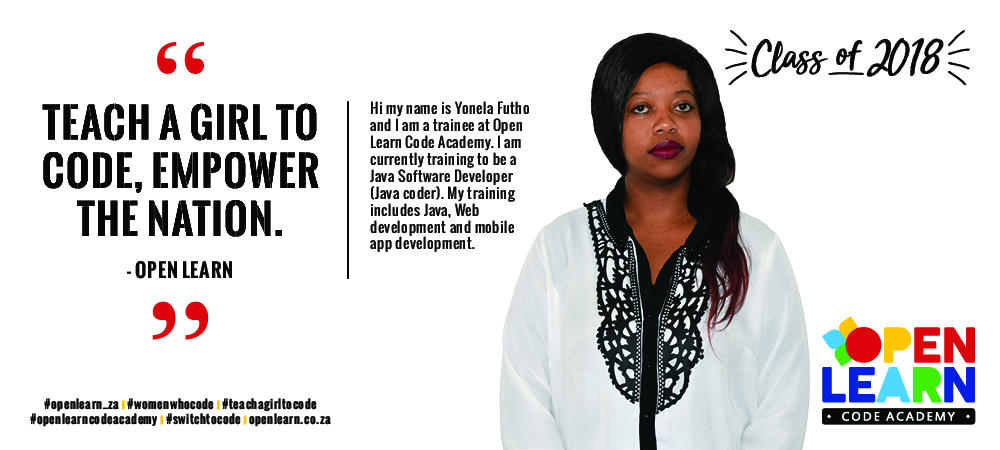 “
TEACH A GIRL TO
CODE, EMPOWER
THE NATION.
- OPEN LEARN
”
Hi my name is Yonela Futho
and I am a trainee at Open
Learn Code Academy. I am
currently training to be a
Java Software Developer
(Java coder). My training
includes Java, Web
development and mobile
app development.
Class of 2018
#openlearn_za | #womenwhocode | #teachagirltocode
#openlearncodeacademy | #switchtocode | openlearn.co.za
OPEN
LEARN
• CODE ACADEMY •